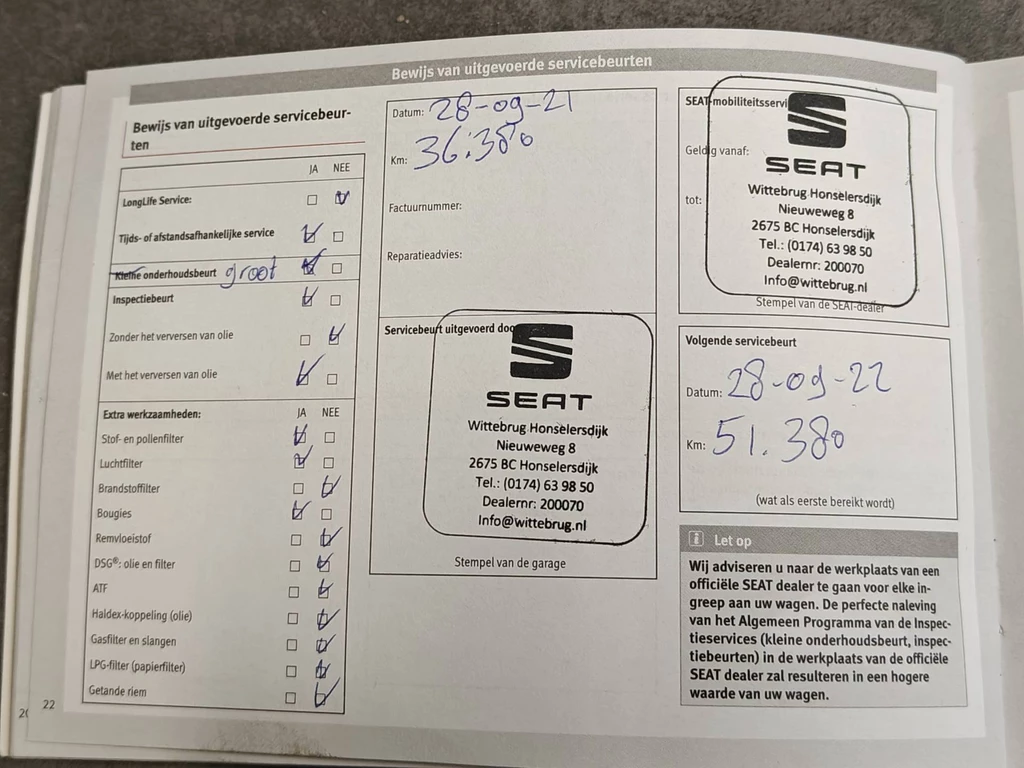 Bewijs van uitgevoerde servicebeurten
Bewijs van uitgevoerde servicebeur-
ten
JA NEE
LongLife Service:
Tijds- of afstandsafhankelijke service
Kleine onderhoudsbeurt groot
Inspectiebeurt
Zonder het verversen van olie
Met het verversen van olie
Extra werkzaamheden: JA NEE
Stof- en pollenfilter
Luchtfilter
Brandstoffilter
Bougies
Remvloeistof
DSG®: olie en filter
ATF
Haldex-koppeling (olie)
Gasfilter en slangen
LPG-filter (papierfilter)
Getande riem
22
Datum: 28-09-21
Km: 36.380
Factuurnummer:
Reparatieadvies:
Servicebeurt uitgevoerd doo
SEAT
Wittebrug Honselersdijk
Nieuweweg 8
2675 BC Honselersdijk
Tel.: (0174) 63 98 50
Dealernr: 200070
Info@wittebrug.nl
Stempel van de garage
SEAT-mobiliteitsservi
Geldig vanaf:
tot:
SEAT
Wittebrug Honselersdijk
Nieuweweg 8
2675 BC Honselersdijk
Tel.: (0174) 63 98 50
Dealernr: 200070
Info@wittebrug.nl
Stempel van de SEAT-dealer
Volgende servicebeurt
Datum: 28-09-22
Km: 51.380
(wat als eerste bereikt wordt)
i Let op
Wij adviseren u naar de werkplaats van een
officiële SEAT dealer te gaan voor elke in-
greep aan uw wagen. De perfecte naleving
van het Algemeen Programma van de Inspec-
tieservices (kleine onderhoudsbeurt, inspec-
tiebeurten) in de werkplaats van de officiële
SEAT dealer zal resulteren in een hogere
waarde van uw wagen.